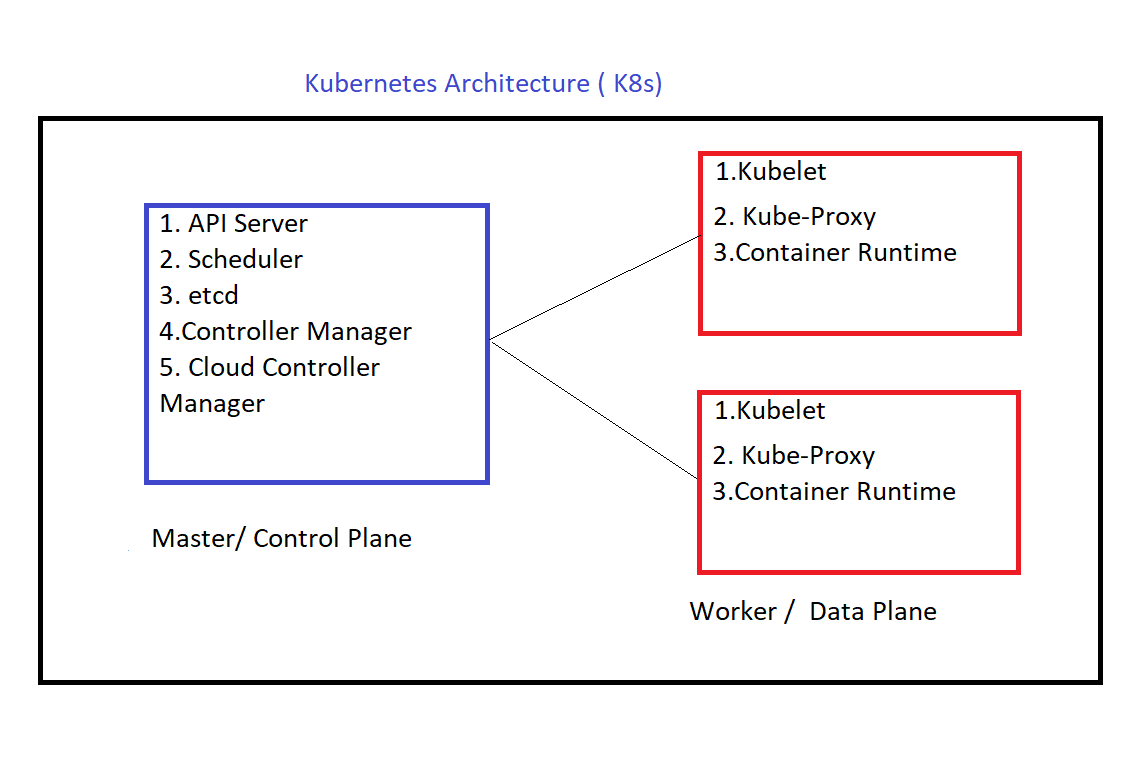 Kubernetes Architecture ( K8s)
1. API Server
2. Scheduler
3. etcd
4.Controller Manager
5. Cloud Controller
Manager
Master/ Control Plane
1.Kubelet
2. Kube-Proxy
3.Container Runtime
1.Kubelet
2. Kube-Proxy
3.Container Runtime
Worker /  Data Plane